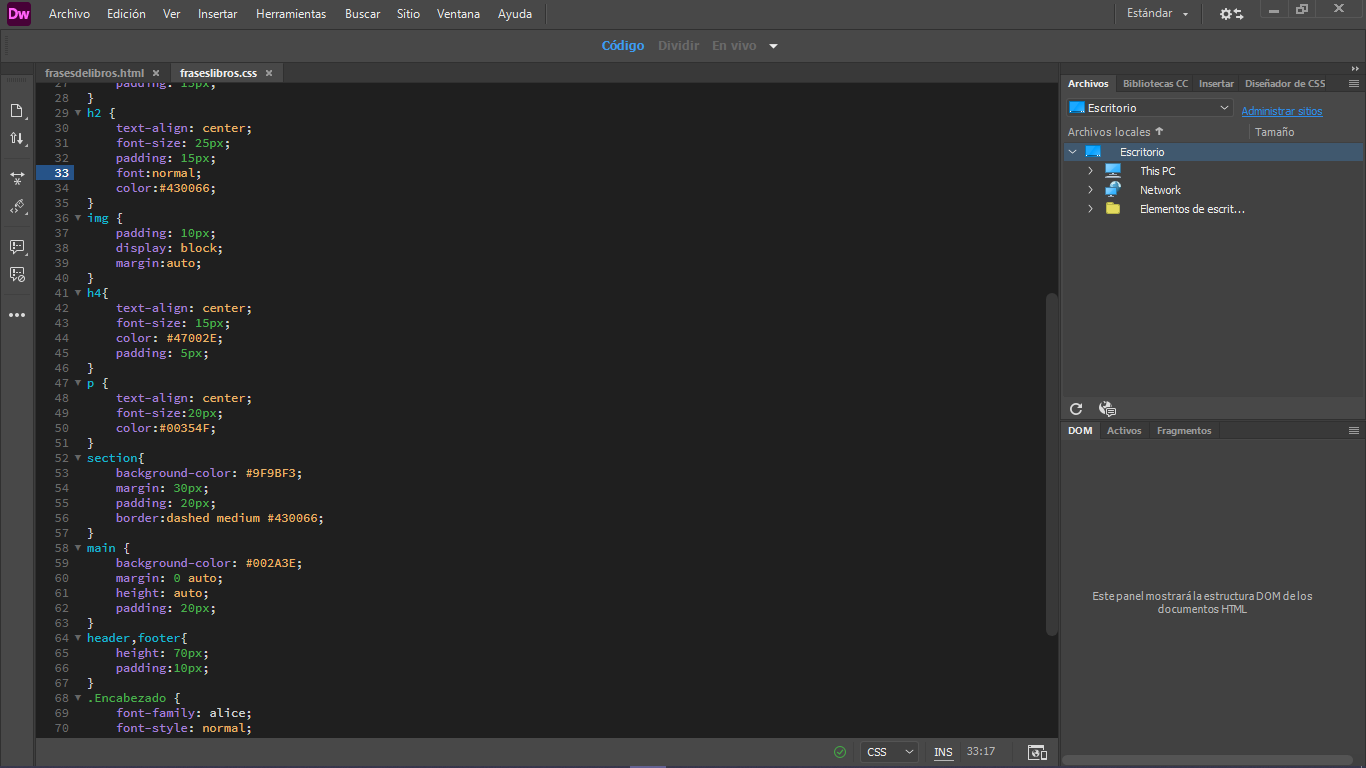 Dw Archivo Edición Ver Insertar Herramientas Buscar Sitio Ventana Ayuda Estándar
Código Dividir En vivo
frasesdelibros.html × fraseslibros.css ×
27 padding: 15px;
28 }
29 h2 {
30 text-align: center;
31 font-size: 25px;
32 padding: 15px;
33 font:normal;
34 color:#430066;
35 }
36 img {
37 padding: 10px;
38 display: block;
39 margin:auto;
40 }
41 h4{
42 text-align: center;
43 font-size: 15px;
44 color: #47002E;
45 padding: 5px;
46 }
47 p {
48 text-align: center;
49 font-size:20px;
50 color:#00354F;
51 }
52 section{
53 background-color: #9F9BF3;
54 margin: 30px;
55 padding: 20px;
56 border:dashed medium #430066;
57 }
58 main {
59 background-color: #002A3E;
60 margin: 0 auto;
61 height: auto;
62 padding: 20px;
63 }
64 header,footer{
65 height: 70px;
66 padding:10px;
67 }
68 .Encabezado {
69 font-family: alice;
70 font-style: normal;
CSS INS 33:17
Archivos Bibliotecas CC Insertar Diseñador de CSS
Escritorio Administrar sitios
Archivos locales Tamaño
Escritorio
This PC
Network
Elementos de escrit...
DOM Activos Fragmentos
Este panel mostrará la estructura DOM de los
documentos HTML